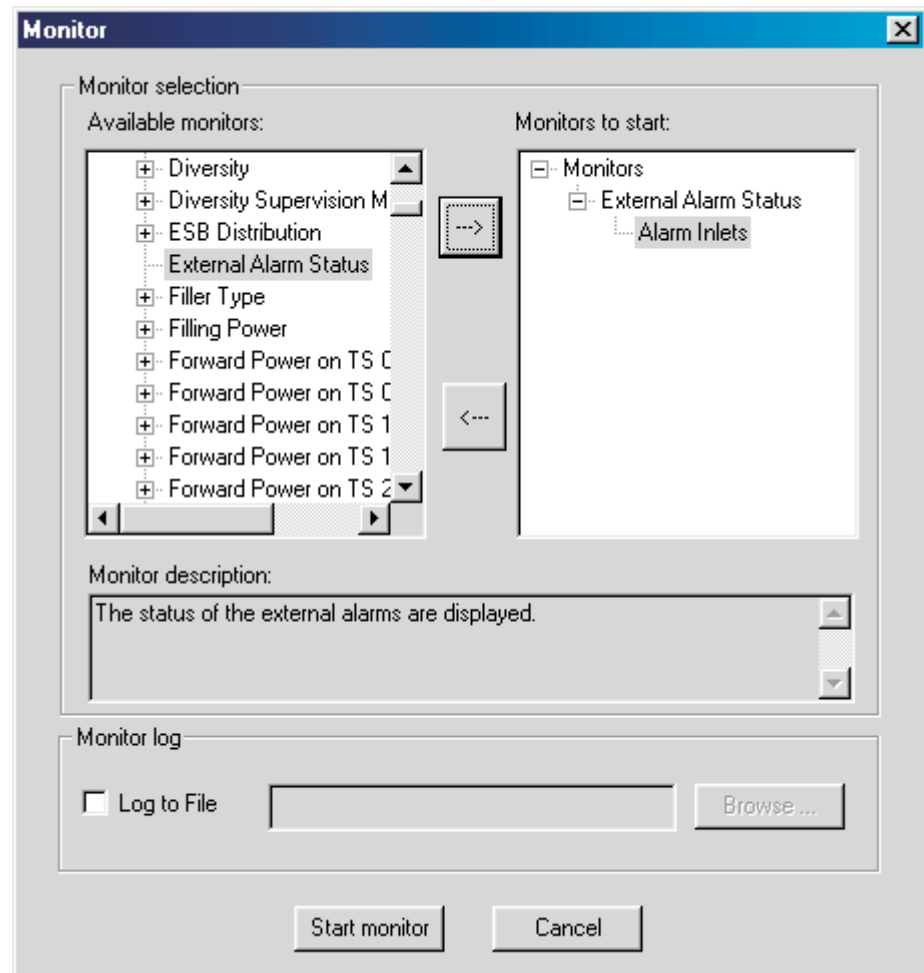 Monitor
Monitor selection
Available monitors:
Monitors to start:
Diversity
Diversity Supervision M
ESB Distribution
External Alarm Status
Filler Type
Filling Power
Forward Power on TS 0
Forward Power on TS 0
Forward Power on TS 1
Forward Power on TS 1
Forward Power on TS 2
--->
<---
Monitors
External Alarm Status
Alarm Inlets
Monitor description:
The status of the external alarms are displayed.
Monitor log
Log to File
Browse ...
Start monitor
Cancel